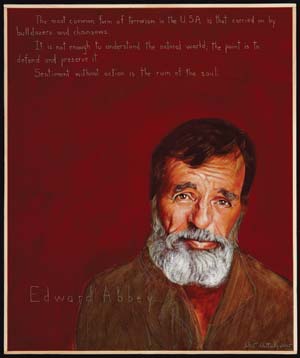 The most common form of terrorism in the U.S.A. is that carried on by
bulldozers and chainsaws.
It is not enough to understand the natural world; the point is to
defend and preserve it.
Sentiment without action is the ruin of the soul.
Edward Abbey